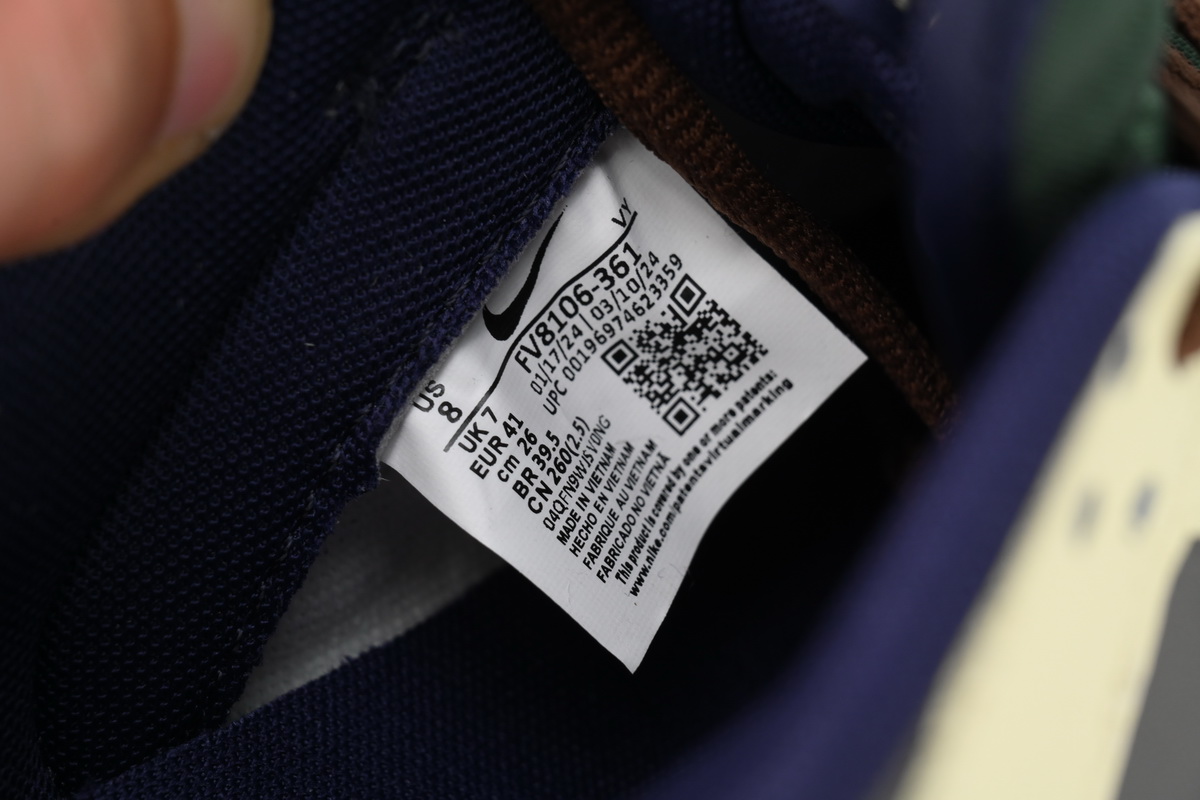 US
8
VY
FV8106-361
01/17/24 | 03/10/24
UPC 00196974623359
UK 7
EUR 41
cm 26
BR 39.5
CN 260(2.5)
MADE IN VIETNAM
HECHO EN VIETNAM
FABRIQUE AU VIETNAM
FABRICADO NO VIETNÃ
This product is covered by one or more patents:
www.nike.com/patentsvirtualmarking